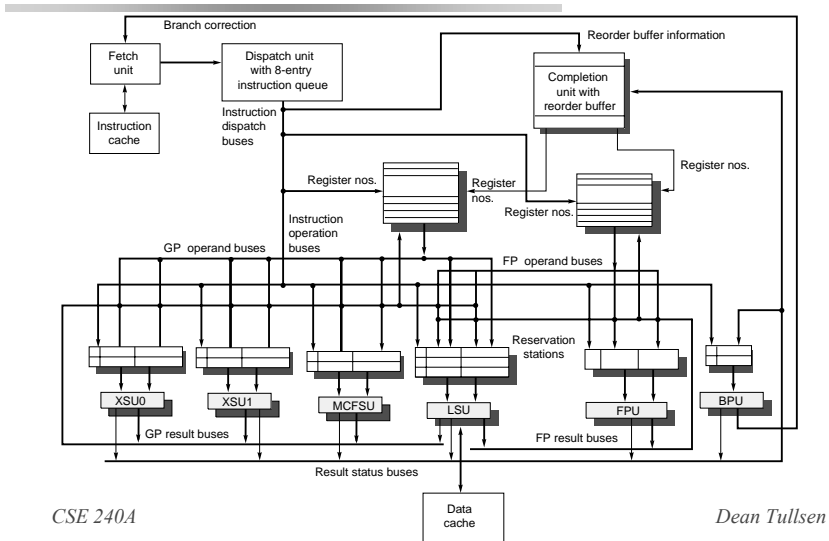 Branch correction
Reorder buffer information
Fetch
unit
Dispatch unit
with 8-entry
instruction queue
Completion
unit with
reorder buffer
Instruction
cache
Instruction
dispatch
buses
Register nos.
Register
nos.
Register nos.
Register nos.
Instruction
operation
buses
GP operand buses
FP operand buses
Reservation
stations
XSU0
XSU1
MCFSU
LSU
FPU
BPU
GP result buses
FP result buses
Result status buses
Data
cache
CSE 240A
Dean Tullsen